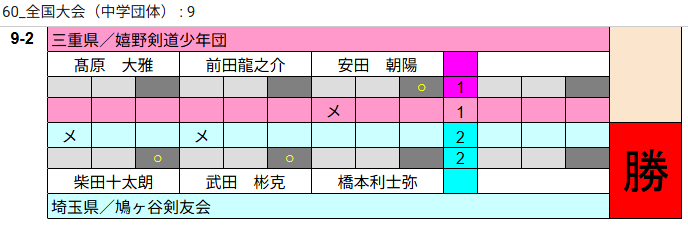 60_全国大会（中学団体）: 9
9-2
三重県／嬉野剣道少年団
髙原　大雅 前田龍之介 安田　朝陽
○ 1
メ 1
メ メ 2
○ ○ 2
勝
柴田十太朗 武田　彬克 橋本利士弥
埼玉県／鳩ヶ谷剣友会